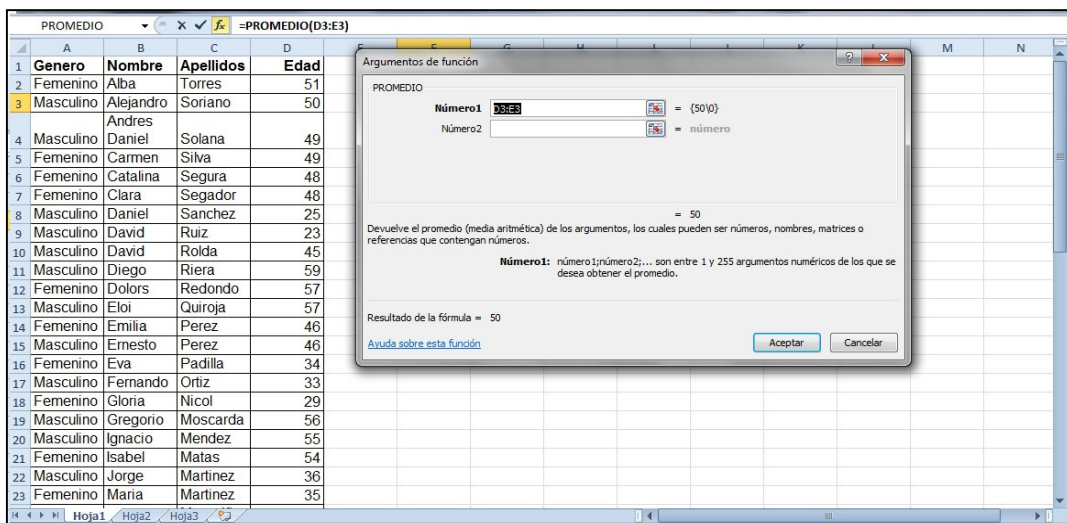 PROMEDIO =PROMEDIO(D3:E3)
A B C D M N
1 Genero Nombre Apellidos Edad
2 Femenino Alba Torres 51
3 Masculino Alejandro Soriano 50
Andres
4 Masculino Daniel Solana 49
5 Femenino Carmen Silva 49
6 Femenino Catalina Segura 48
7 Femenino Clara Segador 48
8 Masculino Daniel Sanchez 25
9 Masculino David Ruiz 23
10 Masculino David Rolda 45
11 Masculino Diego Riera 59
12 Femenino Dolors Redondo 57
13 Masculino Eloi Quiroja 57
14 Femenino Emilia Perez 46
15 Masculino Ernesto Perez 46
16 Femenino Eva Padilla 34
17 Masculino Fernando Ortiz 33
18 Femenino Gloria Nicol 29
19 Masculino Gregorio Moscarda 56
20 Masculino Ignacio Mendez 55
21 Femenino Isabel Matas 54
22 Masculino Jorge Martinez 36
23 Femenino Maria Martinez 35
Hoja1 Hoja2 Hoja3
Argumentos de función
PROMEDIO
Número1 D3:E3 = {50\0}
Número2 = número
= 50
Devuelve el promedio (media aritmética) de los argumentos, los cuales pueden ser números, nombres, matrices o
referencias que contengan números.
Número1: número1;número2;... son entre 1 y 255 argumentos numéricos de los que se
desea obtener el promedio.
Resultado de la fórmula = 50
Ayuda sobre esta función Aceptar Cancelar